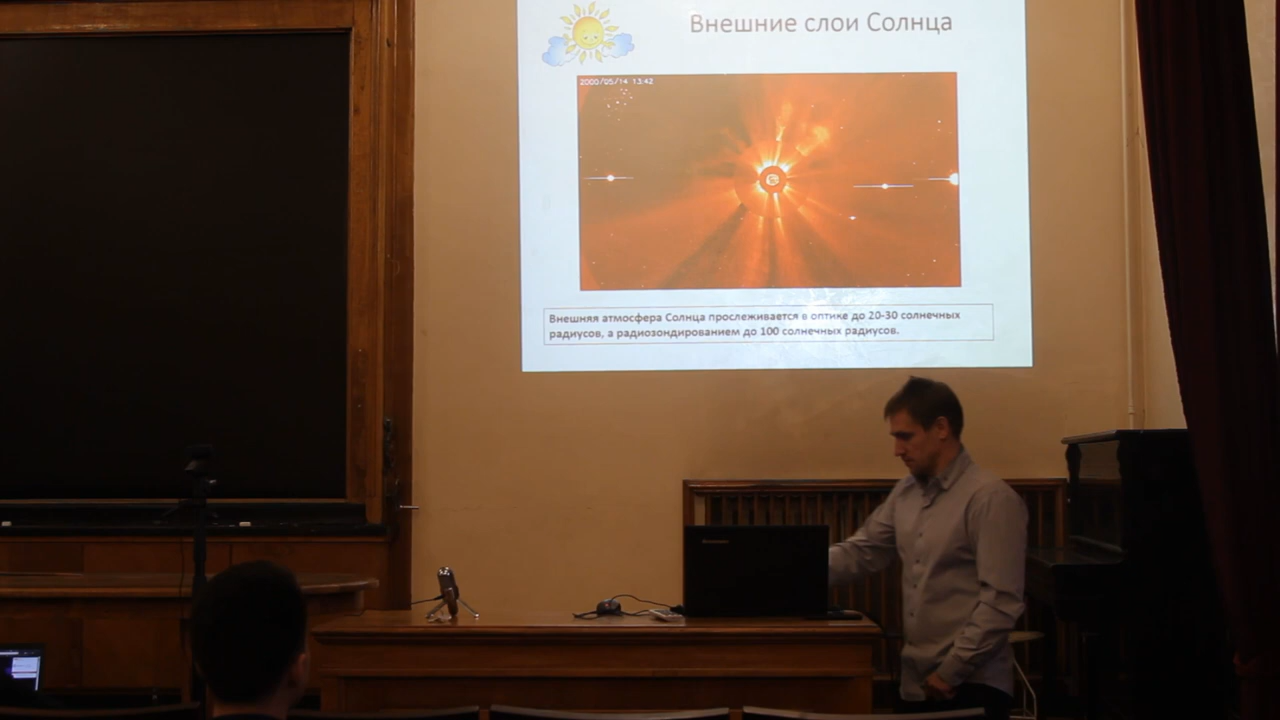 Внешние слои Солнца
2000/05/14 13:42
Внешняя атмосфера Солнца прослеживается в оптике до 20-30 солнечных
радиусов, а радиозондированием до 100 солнечных радиусов.